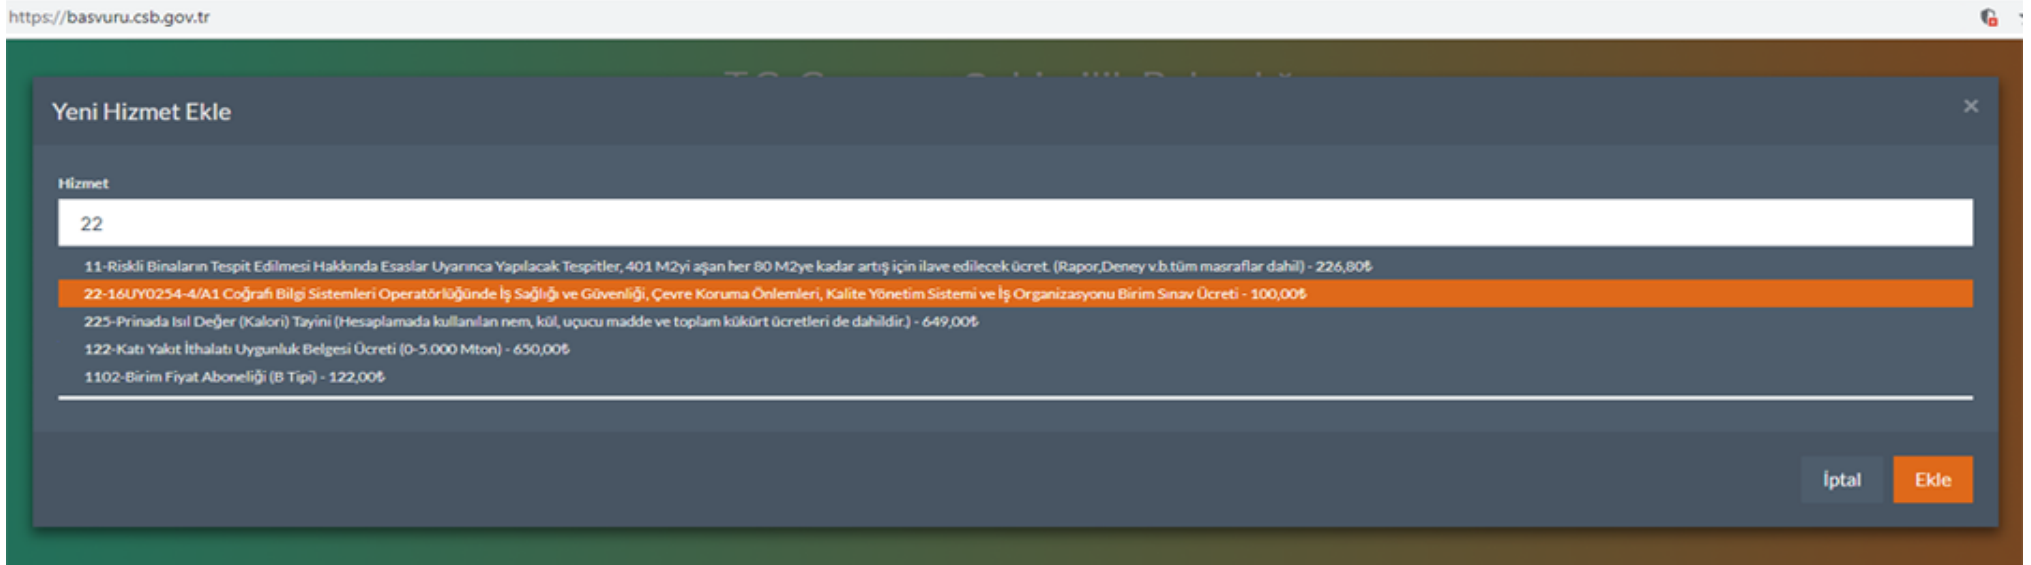 https://basvuru.csb.gov.tr
Yeni Hizmet Ekle
×
Hizmet
22
11-Riskli Binaların Tespit Edilmesi Hakkında Esaslar Uyarınca Yapılacak Tespitler, 401 M2yi aşan her 80 M2ye kadar artış için ilave edilecek ücret. (Rapor,Deney v.b.tüm masraflar dahil) - 226,80₺
22-16UY0254-4/A1 Coğrafi Bilgi Sistemleri Operatörlüğünde İş Sağlığı ve Güvenliği, Çevre Koruma Önlemleri, Kalite Yönetim Sistemi ve İş Organizasyonu Birim Sınav Ücreti - 100,00₺
225-Prinada Isıl Değer (Kalori) Tayini (Hesaplamada kullanılan nem, kül, uçucu madde ve toplam kükürt ücretleri de dahildir.) - 649,00₺
122-Katı Yakıt İthalatı Uygunluk Belgesi Ücreti (0-5.000 Mton) - 650,00₺
1102-Birim Fiyat Aboneliği (B Tipi) - 122,00₺
İptal
Ekle